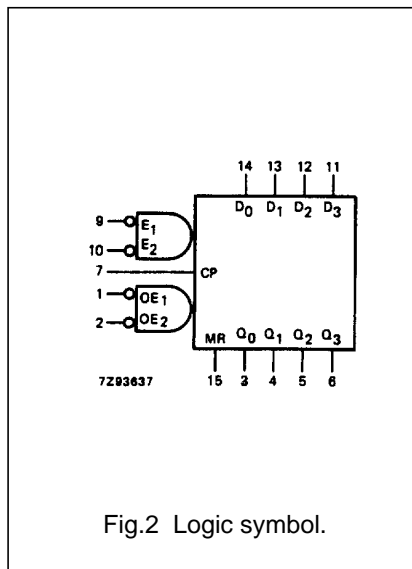 14 13 12 11
D0 D1 D2 D3
9 E1
10 E2
7 CP
1 OE1
2 OE2
MR Q0 Q1 Q2 Q3
7Z93637 15 3 4 5 6
Fig.2 Logic symbol.